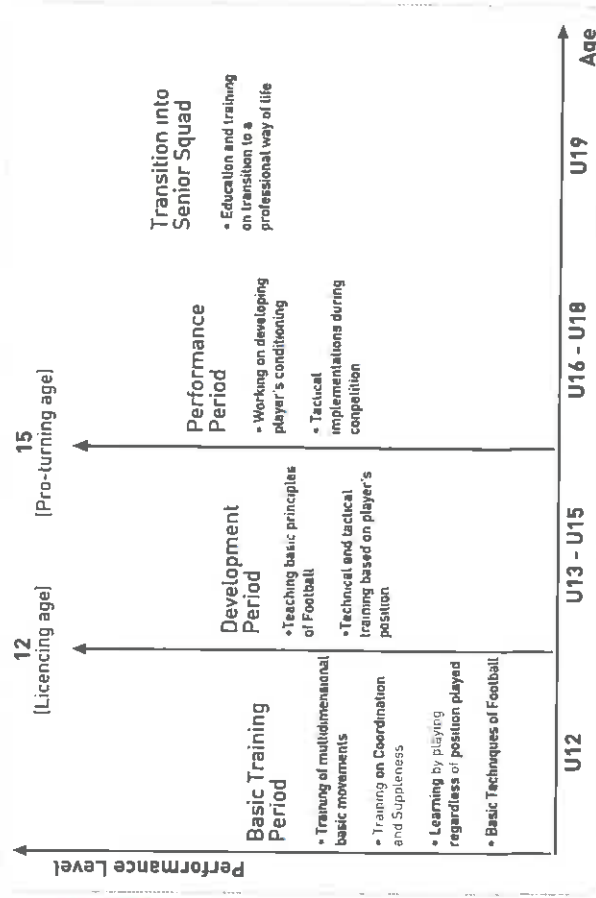 12
(Licencing age)
15
(Pro-turning age)
Performance Level
Basic Training
Period
• Training of multidimensional
basic movements
• Training on Coordination
and Suppleness
• Learning by playing
regardless of position played
• Basic Techniques of Football
Development
Period
•Teaching basic principles
of Football
•Technical and tactical
training based on player's
position
Performance
Period
• Working on developing
player's conditioning
• Tactical
implementations during
conpetition
Transition into
Senior Squad
• Education and training
on transition to a
professional way of life
U12
U13 - U15
U16 - U18
U19
Age